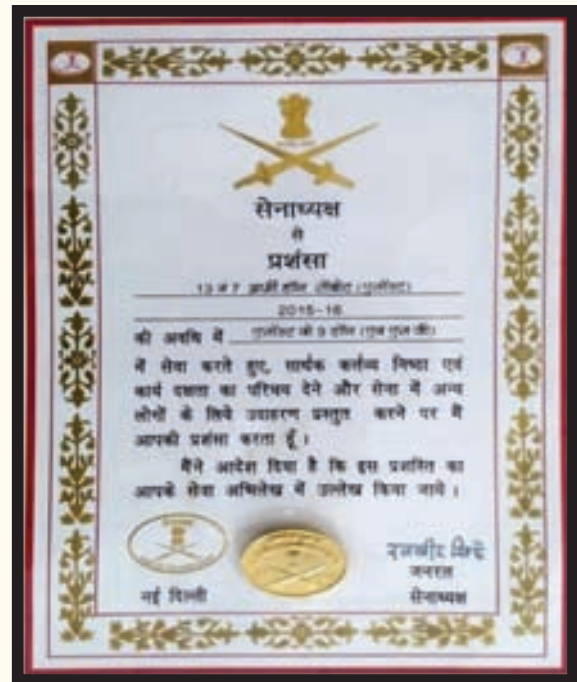 सेनाध्यक्ष
से
प्रशंसा
2015-16
की अवधि में
में सेवा करते हुए, सार्थक कर्तव्य निष्ठा एवं
कार्य दक्षता का परिचय देने और सेना में अन्य
लोगों के लिये उदाहरण प्रस्तुत करने पर मैं
आपकी प्रशंसा करता हूँ।
मैंने आदेश दिया है कि इस प्रशस्ति का
आपके सेवा अभिलेख में उल्लेख किया जाये।
नई दिल्ली
जनरल
सेनाध्यक्ष